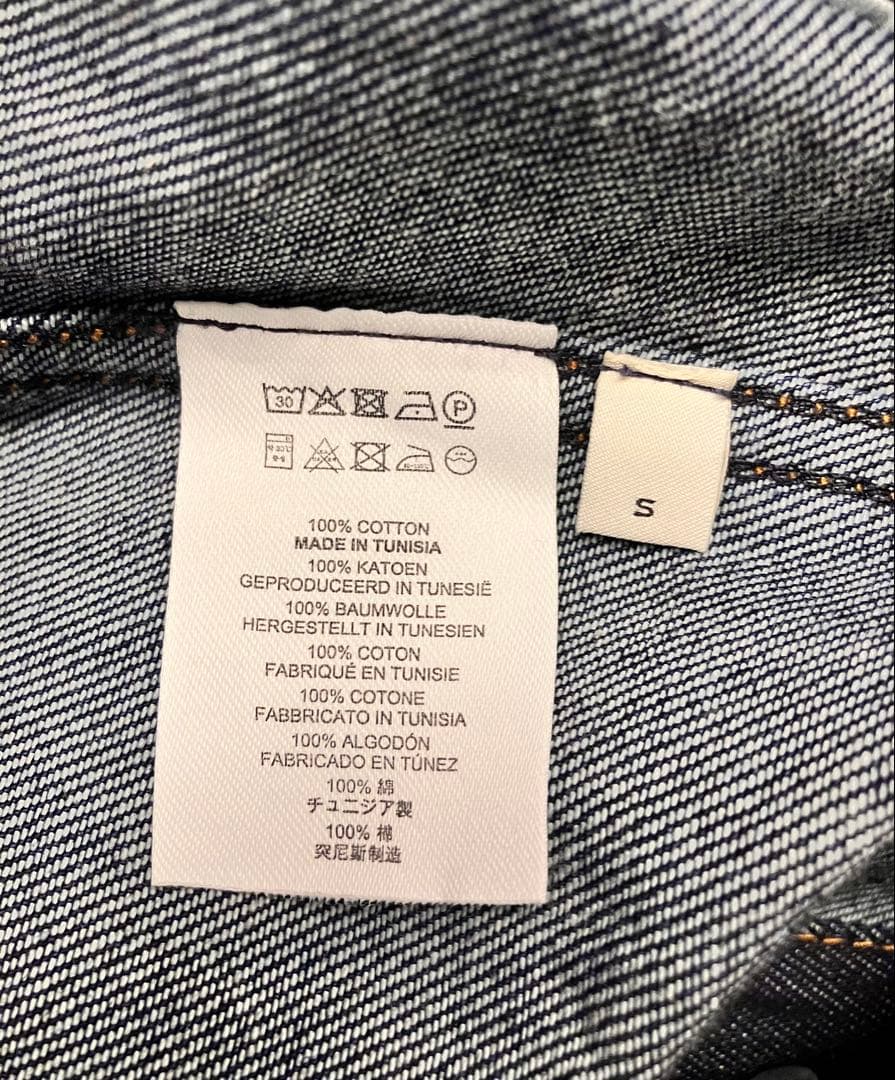 30 P
100% COTTON
MADE IN TUNISIA
100% KATOEN
GEPRODUCEERD IN TUNESIË
100% BAUMWOLLE
HERGESTELLT IN TUNESIEN
100% COTON
FABRIQUÉ EN TUNISIE
100% COTONE
FABBRICATO IN TUNISIA
100% ALGODÓN
FABRICADO EN TÚNEZ
100% 綿
チュニジア製
100% 棉
突尼斯制造
S